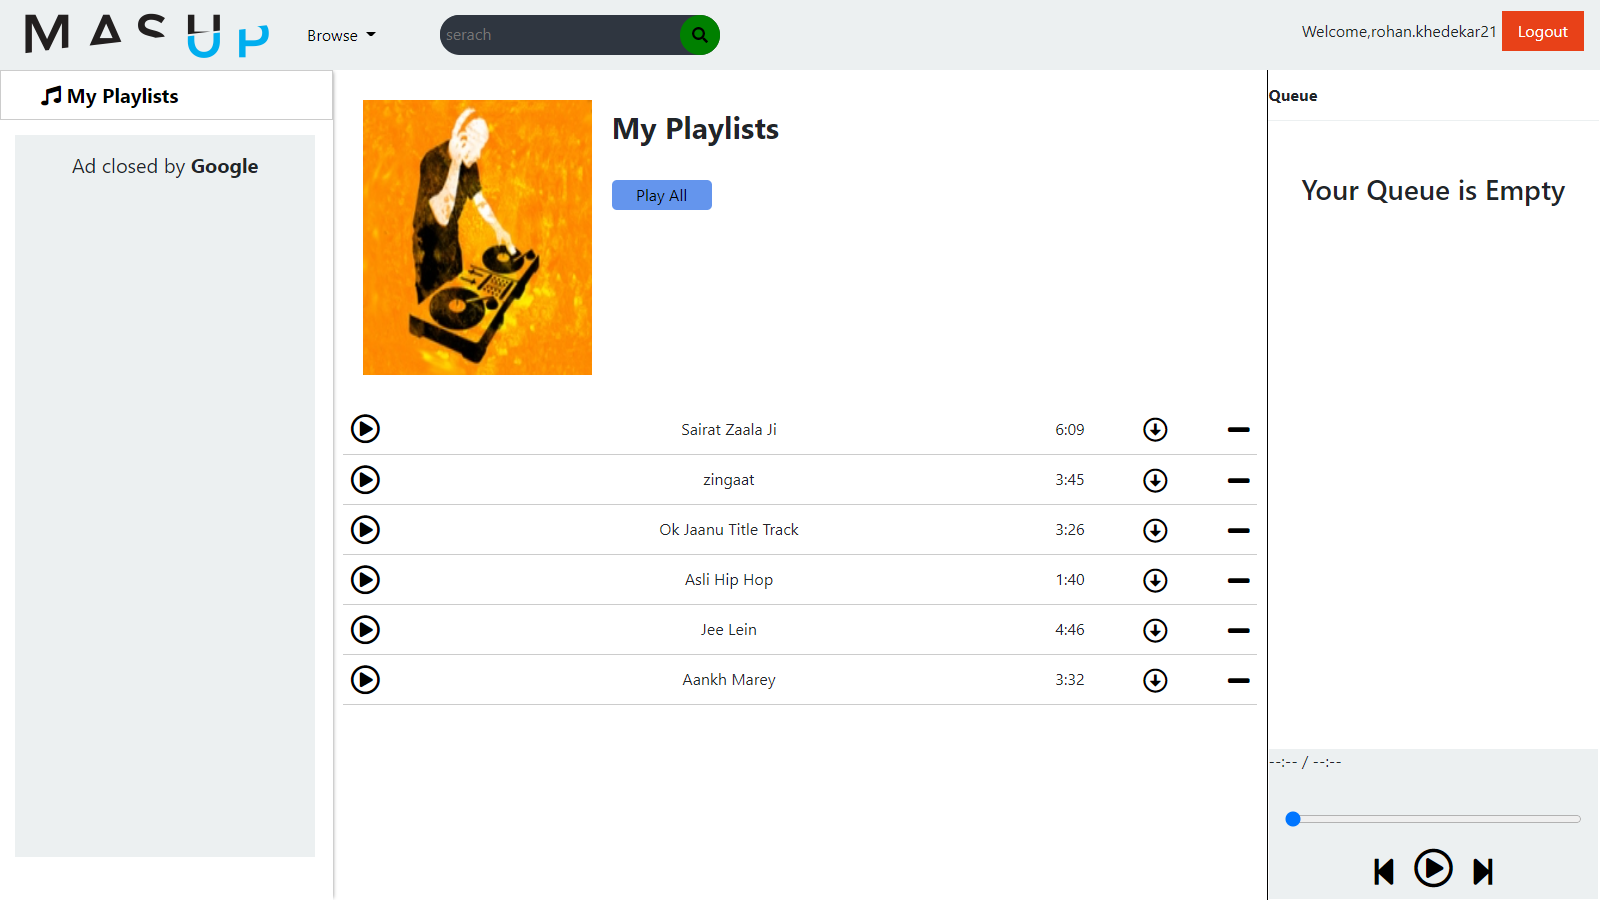 MASUP
Browse
serach
Welcome,rohan.khedekar21
Logout
My Playlists
Ad closed by Google
My Playlists
Play All
Sairat Zaala Ji 6:09
zingaat 3:45
Ok Jaanu Title Track 3:26
Asli Hip Hop 1:40
Jee Lein 4:46
Aankh Marey 3:32
Queue
Your Queue is Empty
--:-- / --:--